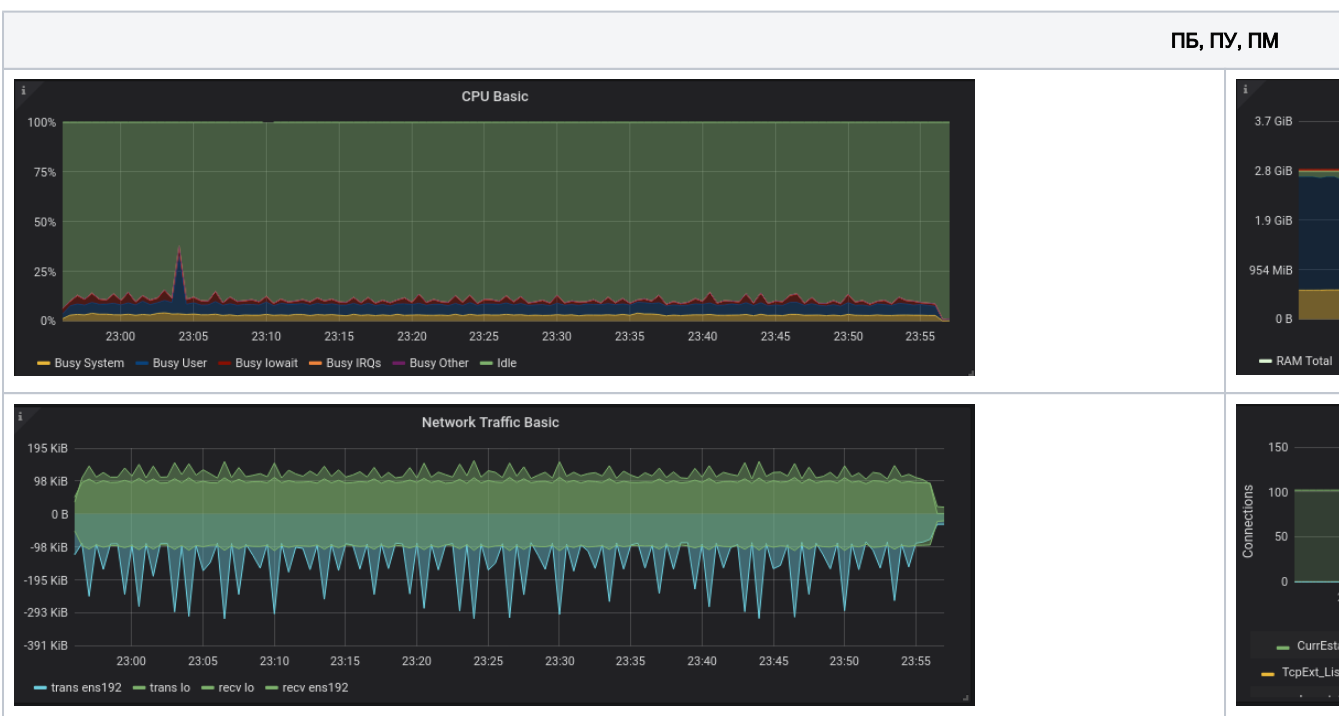 ПБ, ПУ, ПМ
i
CPU Basic
100%
75%
50%
25%
0%
23:00 23:05 23:10 23:15 23:20 23:25 23:30 23:35 23:40 23:45 23:50 23:55
Busy System Busy User Busy Iowait Busy IRQs Busy Other Idle
i
3.7 GiB
2.8 GiB
1.9 GiB
954 MiB
0 B
RAM Total
i
Network Traffic Basic
195 KiB
98 KiB
0 B
-98 KiB
-195 KiB
-293 KiB
-391 KiB
23:00 23:05 23:10 23:15 23:20 23:25 23:30 23:35 23:40 23:45 23:50 23:55
trans ens192 trans lo recv lo recv ens192
Connections
150
100
50
0
CurrEst
TcpExt_Lis